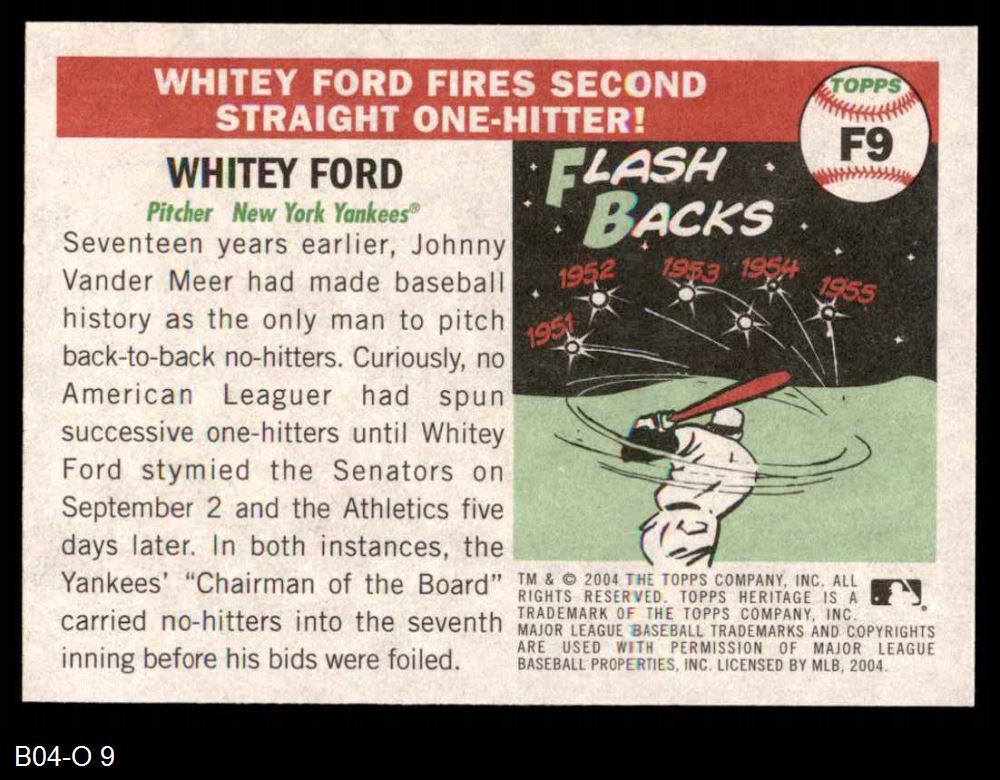 WHITEY FORD FIRES SECOND
STRAIGHT ONE-HITTER!
TOPPS
F9
WHITEY FORD
Pitcher New York Yankees®
Seventeen years earlier, Johnny
Vander Meer had made baseball
history as the only man to pitch
back-to-back no-hitters. Curiously, no
American Leaguer had spun
successive one-hitters until Whitey
Ford stymied the Senators on
September 2 and the Athletics five
days later. In both instances, the
Yankees' "Chairman of the Board"
carried no-hitters into the seventh
inning before his bids were foiled.
FLASH
BACKS
1951
1952
1953
1954
1955
TM & © 2004 THE TOPPS COMPANY, INC. ALL
RIGHTS RESERVED. TOPPS HERITAGE IS A
TRADEMARK OF THE TOPPS COMPANY, INC.
MAJOR LEAGUE BASEBALL TRADEMARKS AND COPYRIGHTS
ARE USED WITH PERMISSION OF MAJOR LEAGUE
BASEBALL PROPERTIES, INC. LICENSED BY MLB, 2004.
B04-O 9